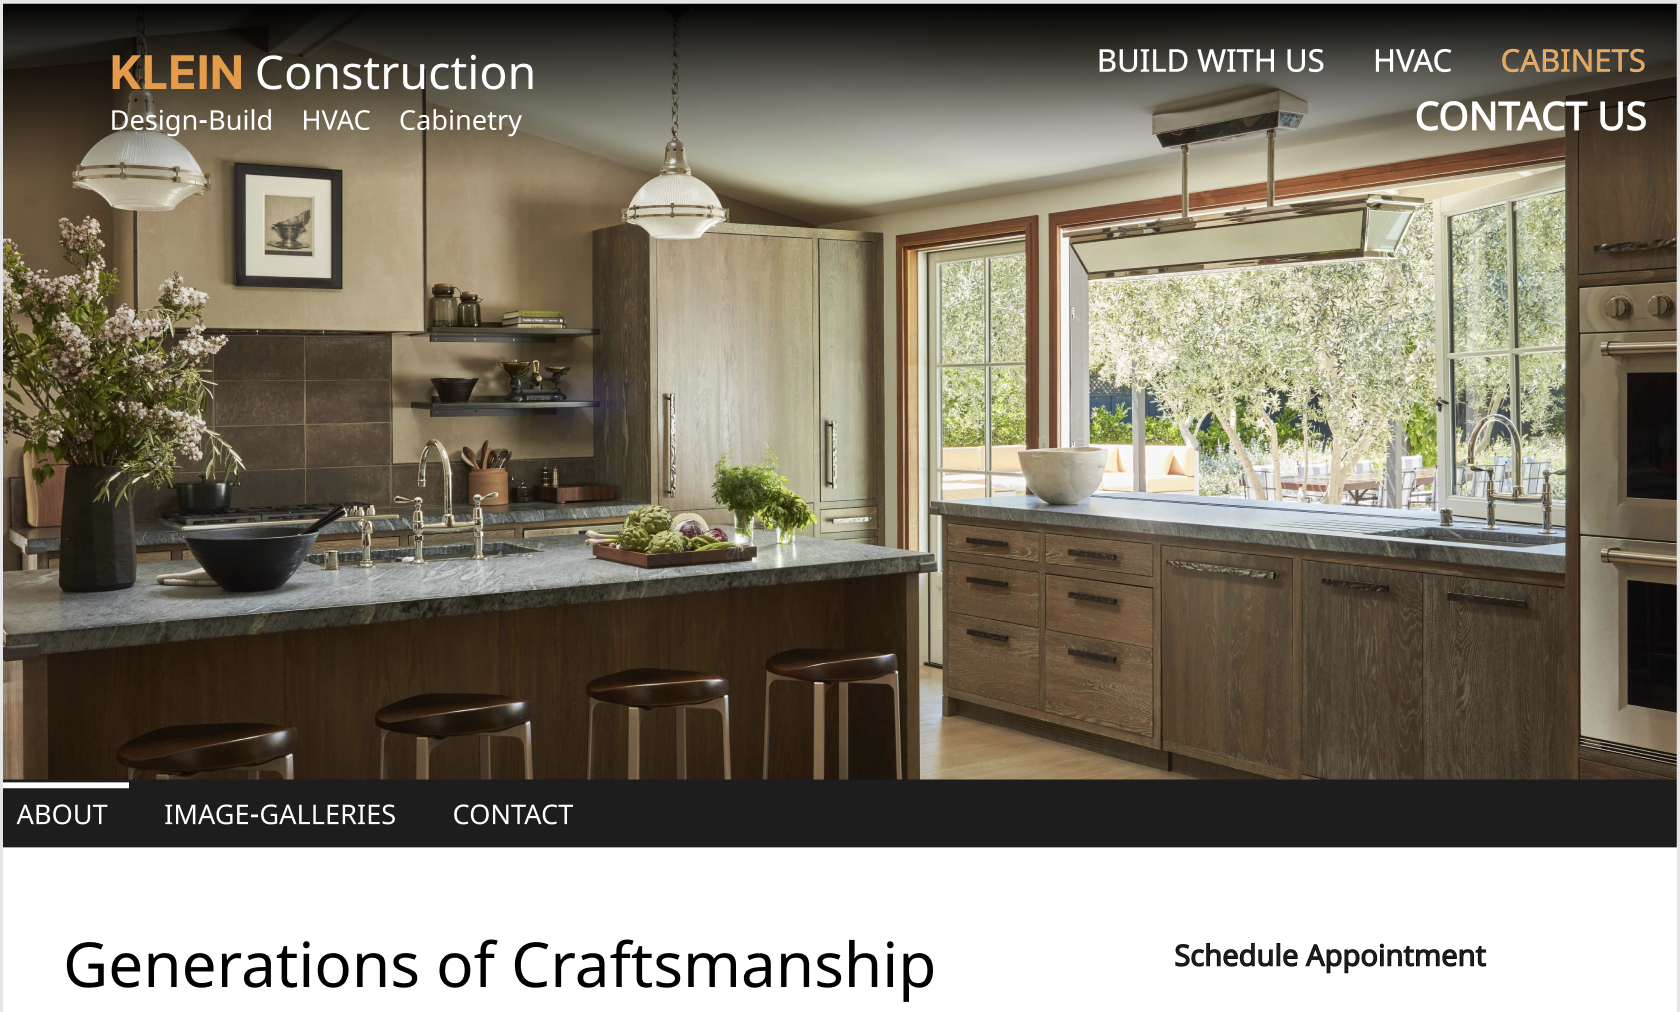 KLEIN Construction
Design-Build HVAC Cabinetry
BUILD WITH US HVAC CABINETS
CONTACT US
ABOUT IMAGE-GALLERIES CONTACT
Generations of Craftsmanship
Schedule Appointment